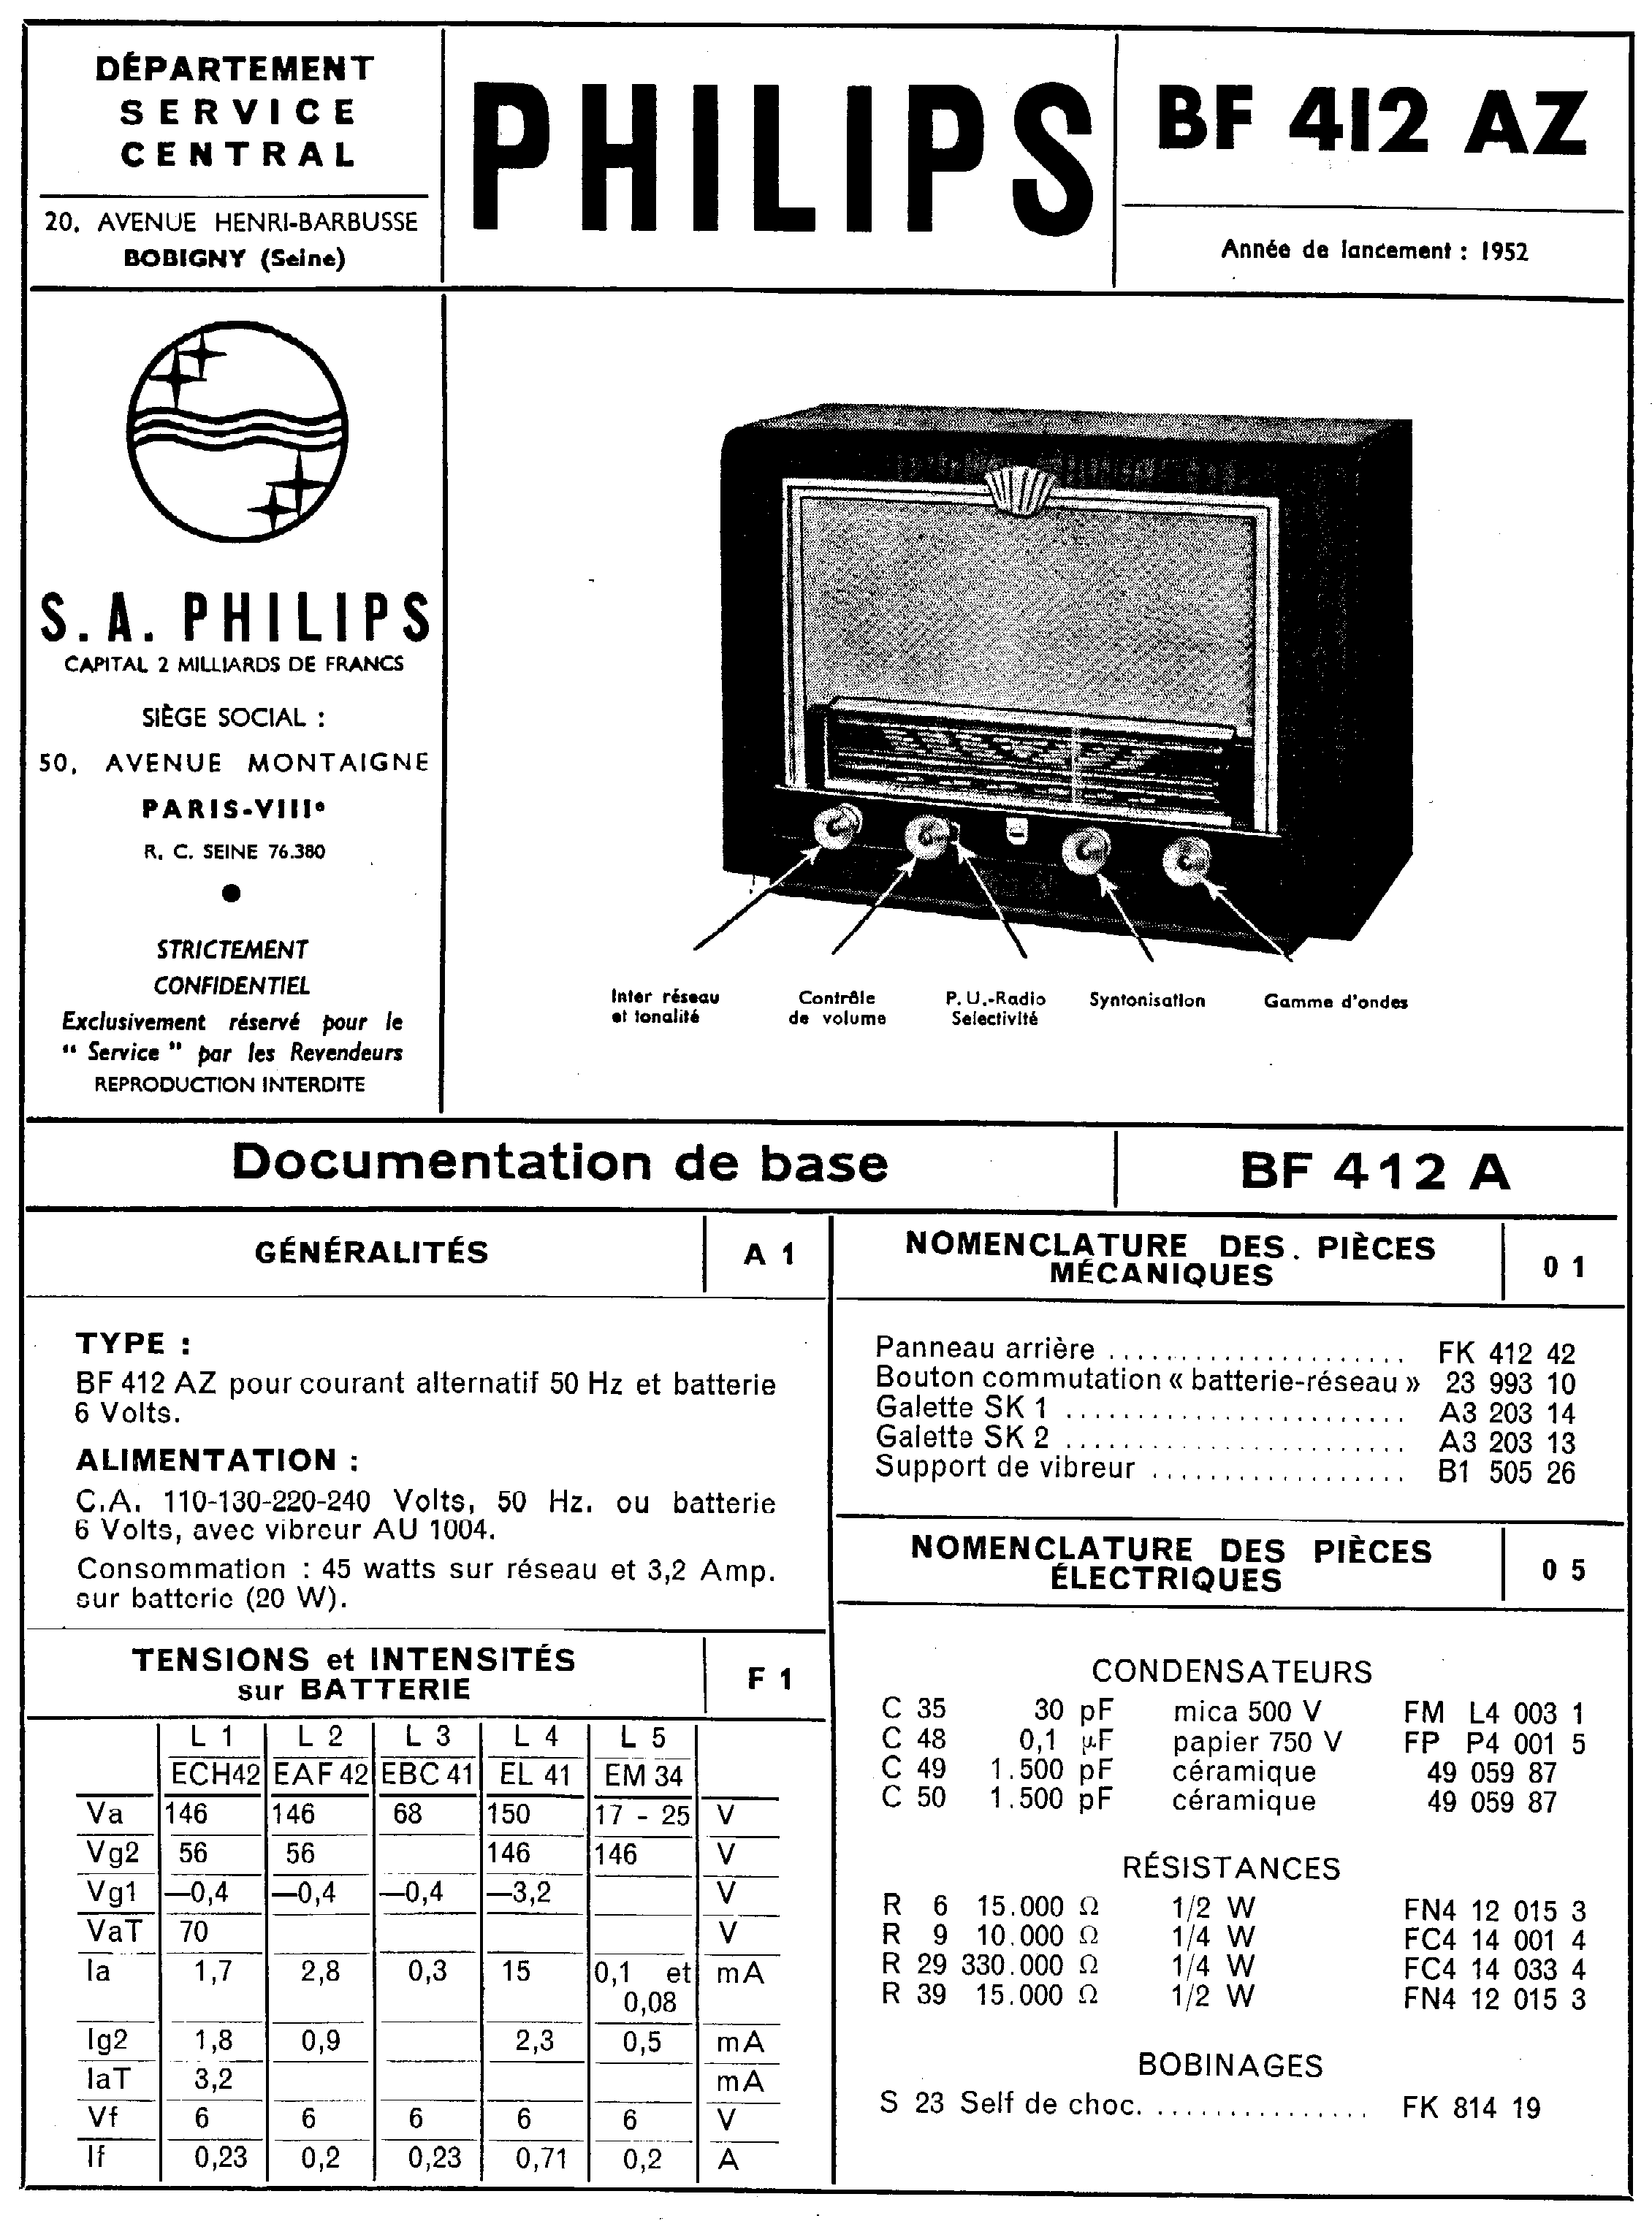 DÉPARTEMENT
SERVICE
CENTRAL
20, AVENUE HENRI-BARBUSSE
BOBIGNY (Seine)
PHILIPS
BF 412 AZ
Année de lancement : 1952
S.A. PHILIPS
CAPITAL 2 MILLIARDS DE FRANCS
SIÈGE SOCIAL :
50, AVENUE MONTAIGNE
PARIS-VIIIe
R. C. SEINE 76.380
STRICTEMENT
CONFIDENTIEL
Exclusivement réservé pour le
" Service " par les Revendeurs
REPRODUCTION INTERDITE
Inter réseau
et tonalité
Contrôle
de volume
P. U.-Radio
Selectivité
Syntonisation
Gamme d'ondes
Documentation de base
BF 412 A
GÉNÉRALITÉS
A 1
TYPE :
BF 412 AZ pour courant alternatif 50 Hz et batterie
6 Volts.
ALIMENTATION :
C.A. 110-130-220-240 Volts, 50 Hz. ou batterie
6 Volts, avec vibreur AU 1004.
Consommation : 45 watts sur réseau et 3,2 Amp.
sur batterie (20 W).
TENSIONS et INTENSITÉS
sur BATTERIE
F 1
L 1 L 2 L 3 L 4 L 5
ECH42 EAF 42 EBC 41 EL 41 EM 34
Va 146 146 68 150 17 - 25 V
Vg2 56 56 146 146 V
Vg1 —0,4 —0,4 —0,4 —3,2 V
VaT 70 V
Ia 1,7 2,8 0,3 15 0,1 et mA
0,08
Ig2 1,8 0,9 2,3 0,5 mA
IaT 3,2 mA
Vf 6 6 6 6 6 V
If 0,23 0,2 0,23 0,71 0,2 A
NOMENCLATURE DES. PIÈCES
MÉCANIQUES
0 1
Panneau arrière ..................... FK 412 42
Bouton commutation « batterie-réseau » 23 993 10
Galette SK 1 ........................ A3 203 14
Galette SK 2 ........................ A3 203 13
Support de vibreur .................. B1 505 26
NOMENCLATURE DES PIÈCES
ÉLECTRIQUES
0 5
CONDENSATEURS
C 35 30 pF mica 500 V FM L4 003 1
C 48 0,1 µF papier 750 V FP P4 001 5
C 49 1.500 pF céramique 49 059 87
C 50 1.500 pF céramique 49 059 87
RÉSISTANCES
R 6 15.000 Ω 1/2 W FN4 12 015 3
R 9 10.000 Ω 1/4 W FC4 14 001 4
R 29 330.000 Ω 1/4 W FC4 14 033 4
R 39 15.000 Ω 1/2 W FN4 12 015 3
BOBINAGES
S 23 Self de choc. ............... FK 814 19